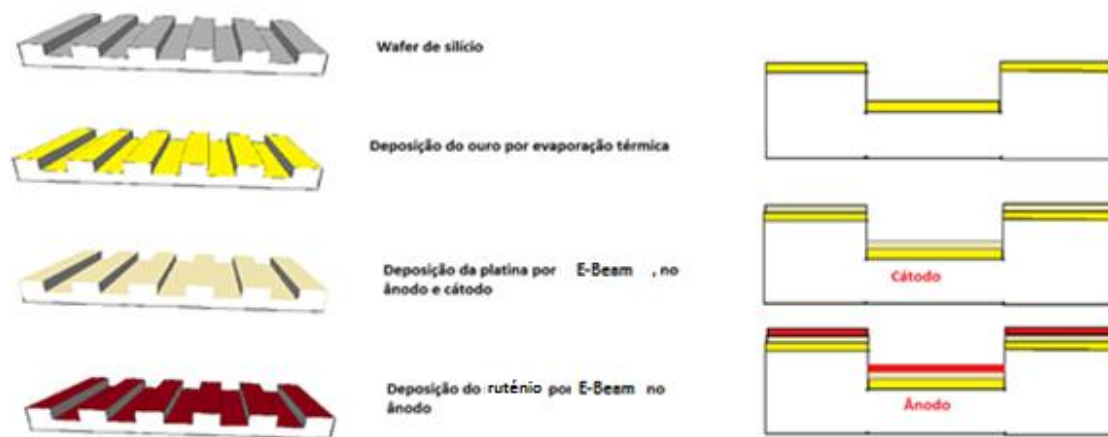 Wafer de silício
Deposição do ouro por evaporação térmica
Deposição da platina por E-Beam , no
ânodo e cátodo
Cátodo
Deposição do ruténio por E-Beam no
ânodo
Ânodo